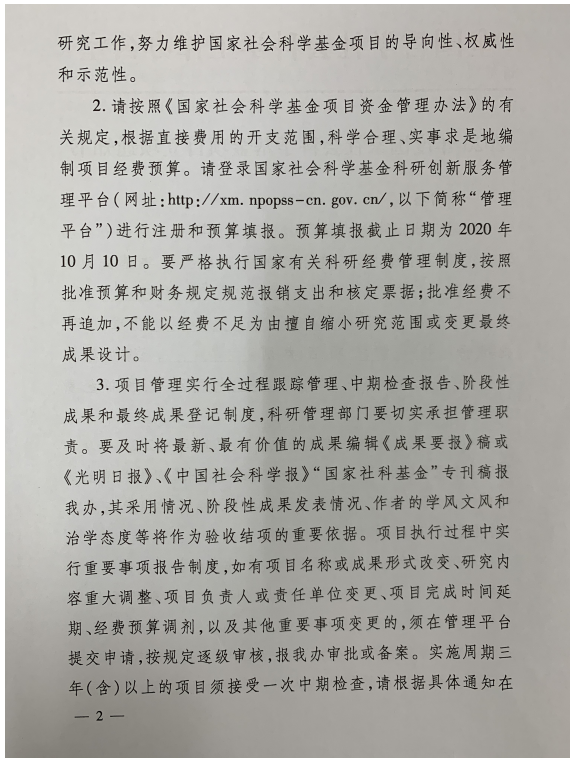 研究工作,努力维护国家社会科学基金项目的导向性、权威性
和示范性。
2. 请按照《国家社会科学基金项目资金管理办法》的有
关规定,根据直接费用的开支范围,科学合理、实事求是地编
制项目经费预算。请登录国家社会科学基金科研创新服务管
理平台(网址:http://xm.npopss-cn.gov.cn/,以下简称“管理
平台”)进行注册和预算填报。预算填报截止日期为 2020 年
10 月 10 日。要严格执行国家有关科研经费管理制度,按照
批准预算和财务规定规范报销支出和核定票据;批准经费不
再追加,不能以经费不足为由擅自缩小研究范围或变更最终
成果设计。
3. 项目管理实行全过程跟踪管理、中期检查报告、阶段性
成果和最终成果登记制度,科研管理部门要切实承担管理职
责。要及时将最新、最有价值的成果编辑《成果要报》稿或
《光明日报》、《中国社会科学报》“国家社科基金”专刊稿报
我办,其采用情况、阶段性成果发表情况、作者的学风文风和
治学态度等将作为验收结项的重要依据。项目执行过程中实
行重要事项报告制度,如有项目名称或成果形式改变、研究内
容重大调整、项目负责人或责任单位变更、项目完成时间延
期、经费预算调剂,以及其他重要事项变更的,须在管理平台
提交申请,按规定逐级审核,报我办审批或备案。实施周期三
年(含)以上的项目须接受一次中期检查,请根据具体通知在
— 2 —